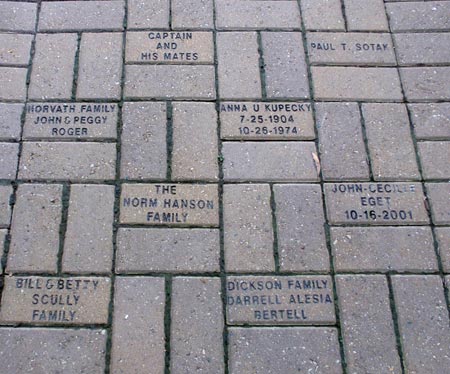 CAPTAIN
AND
HIS MATES
PAUL T. SOTAY
HORVATH FAMILY
JOHN & PEGGY
ROGER
ANNA U KUPECKY
7-25-1904
10-26-1974
THE
NORM HANSON
FAMILY
JOHN-CECILE
EGET
10-16-2001
BILL & BETTY
SCULLY
FAMILY
DICKSON FAMILY
DARRELL ALESIA
BERTELL